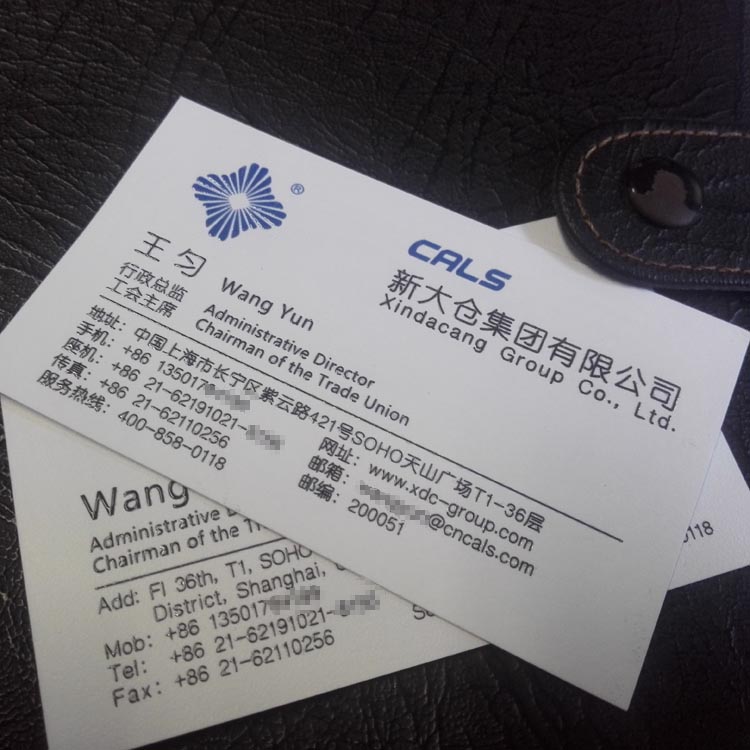 ®
CALS
新大仓集团有限公司
Xindacang Group Co., Ltd.
王匀 Wang Yun
行政总监 Administrative Director
工会主席 Chairman of the Trade Union
地址: 中国上海市长宁区紫云路421号SOHO天山广场T1-36层
手机: +86 135017
座机: +86 21-62191021-
传真: +86 21-62110256
服务热线: 400-858-0118
网址: www.xdc-group.com
邮箱: @cncals.com
邮编: 200051
Wang
Administrative D
Chairman of the T
Add: Fl 36th, T1, SOHO
District, Shanghai,
Mob: +86 135017
Tel: +86 21-62191021-
Fax: +86 21-62110256
0118